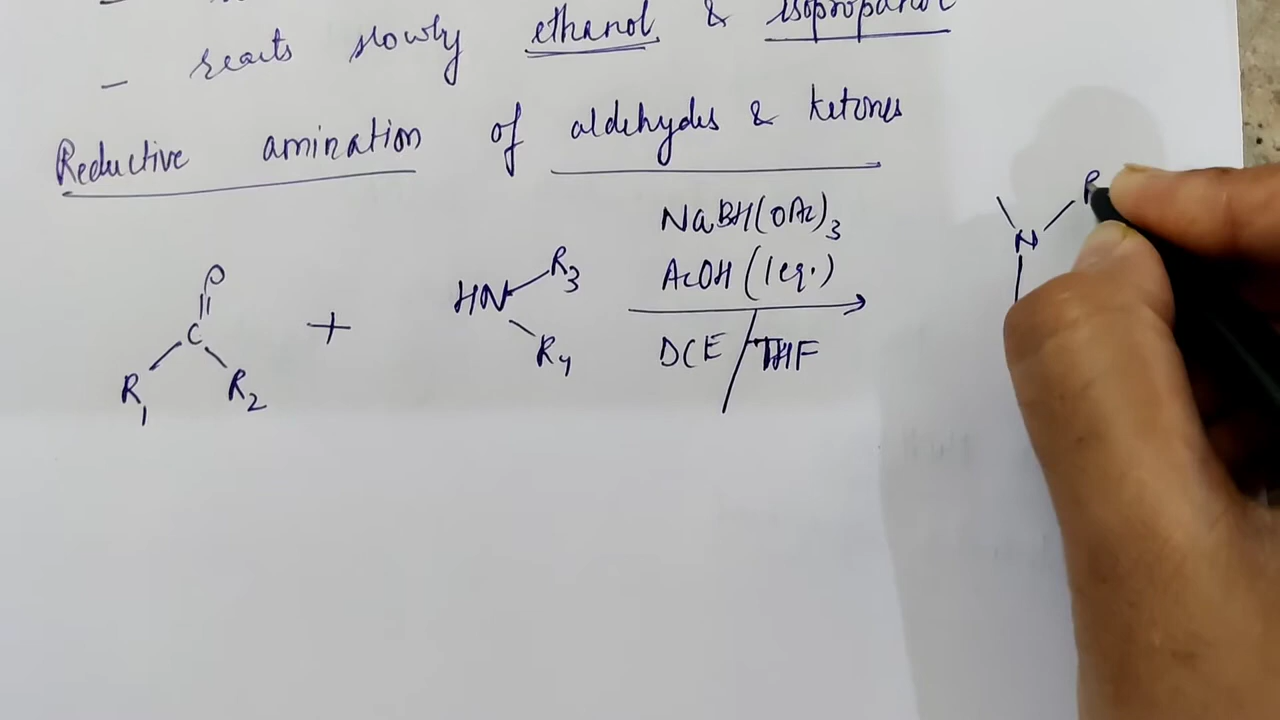 – reacts slowly ethanol & isopropanol
Reductive amination of aldehydes & ketones
NaBH(OAc)3
AcOH (1eq.)
DCE / THF
O
C
R1 R2
+
HN R3
R4
N R